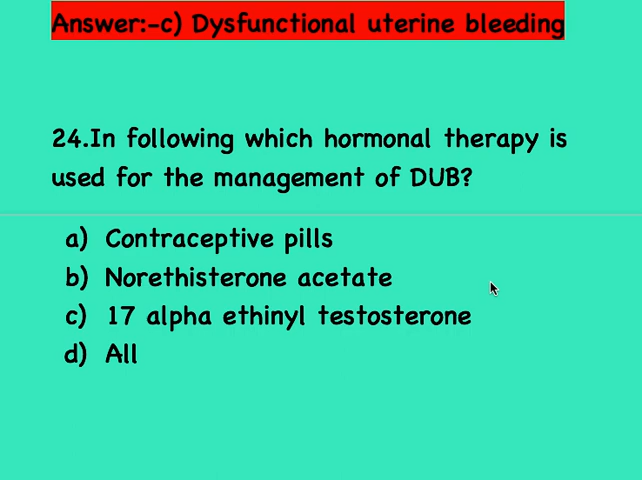 Answer:-c) Dysfunctional uterine bleeding
24.In following which hormonal therapy is
used for the management of DUB?
a) Contraceptive pills
b) Norethisterone acetate
c) 17 alpha ethinyl testosterone
d) All